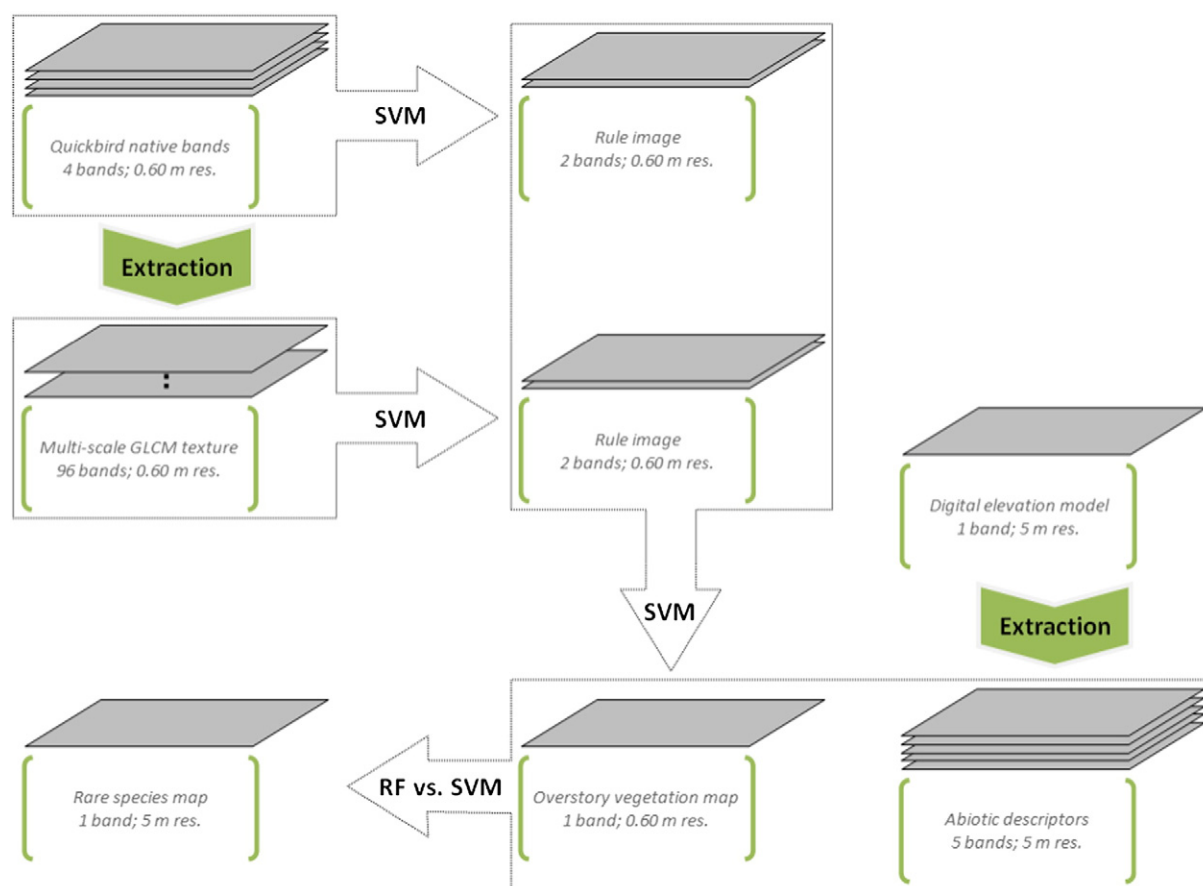 Quickbird native bands
4 bands; 0.60 m res.
SVM
Rule image
2 bands; 0.60 m res.
Extraction
Multi-scale GLCM texture
96 bands; 0.60 m res.
SVM
Rule image
2 bands; 0.60 m res.
Digital elevation model
1 band; 5 m res.
SVM
Extraction
Rare species map
1 band; 5 m res.
RF vs. SVM
Overstory vegetation map
1 band; 0.60 m res.
Abiotic descriptors
5 bands; 5 m res.